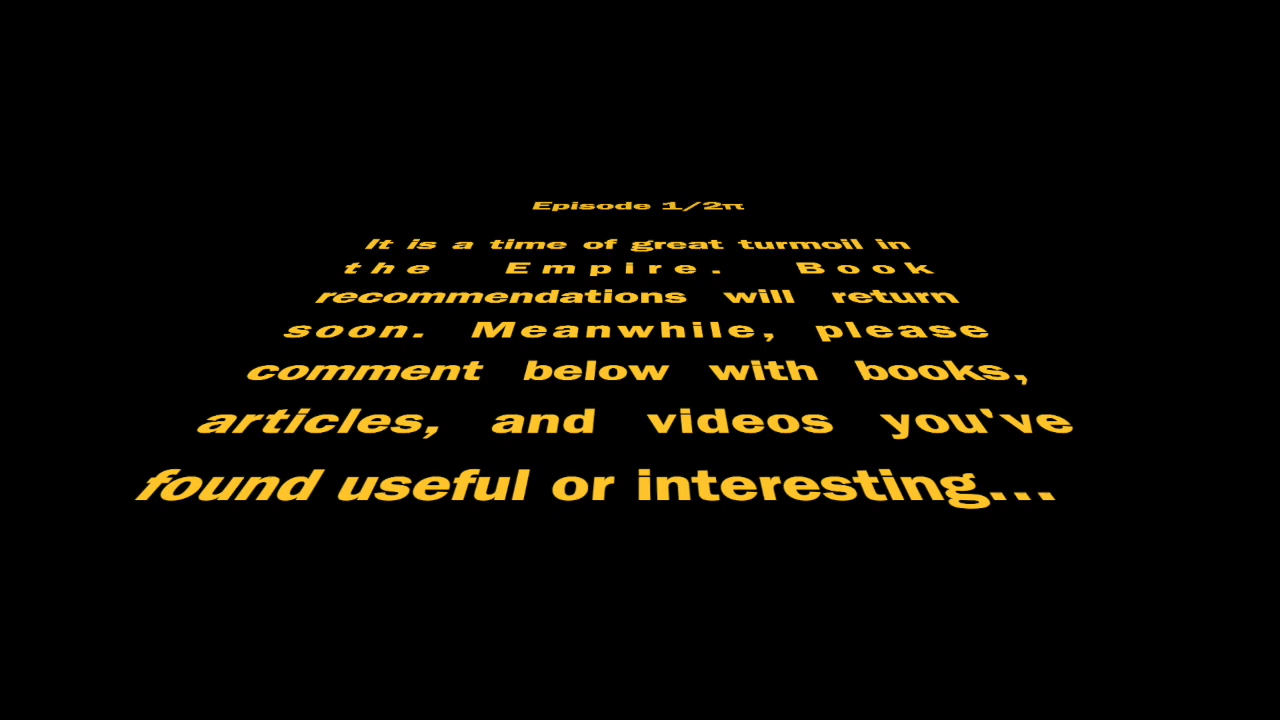 Episode 1/2π
It is a time of great turmoil in
the Empire. Book
recommendations will return
soon. Meanwhile, please
comment below with books,
articles, and videos you've
found useful or interesting...